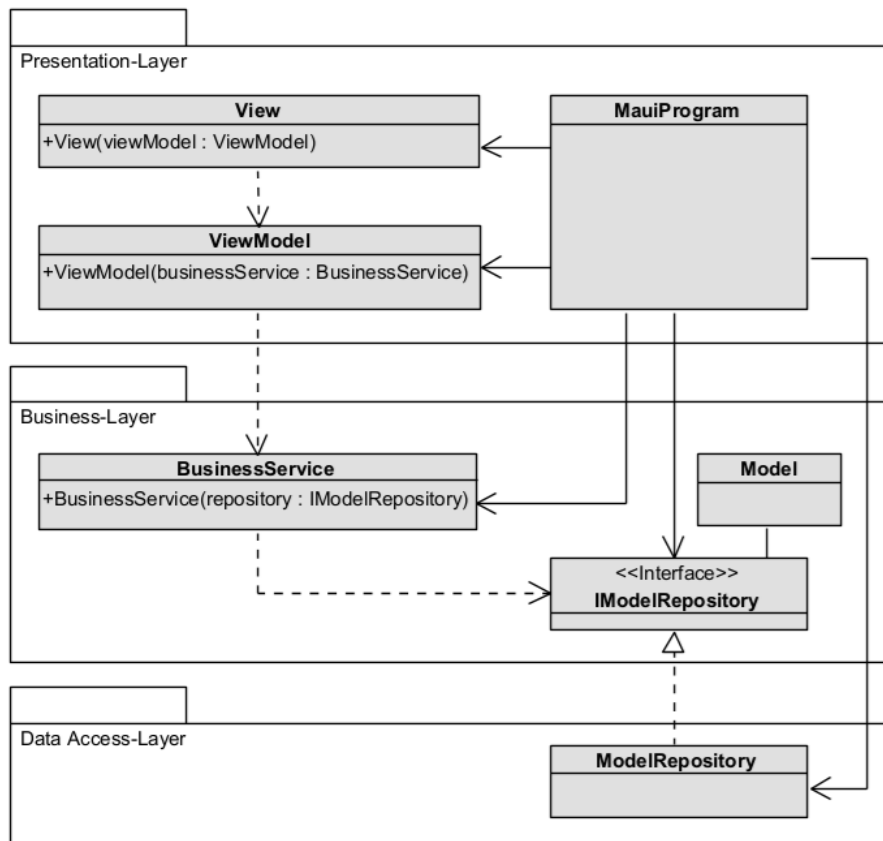 Presentation-Layer
View
+View(viewModel : ViewModel)
MauiProgram
ViewModel
+ViewModel(businessService : BusinessService)
Business-Layer
BusinessService
+BusinessService(repository : IModelRepository)
Model
<<Interface>>
IModelRepository
Data Access-Layer
ModelRepository